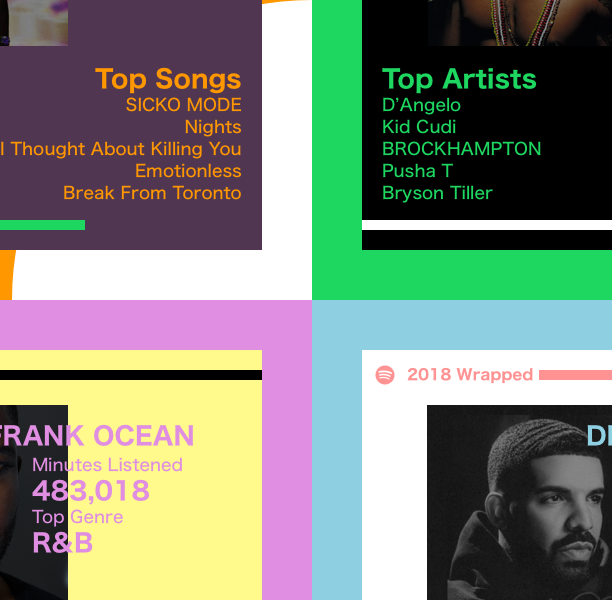 Top Songs
SICKO MODE
Nights
I Thought About Killing You
Emotionless
Break From Toronto
Top Artists
D'Angelo
Kid Cudi
BROCKHAMPTON
Pusha T
Bryson Tiller
FRANK OCEAN
Minutes Listened
483,018
Top Genre
R&B
2018 Wrapped